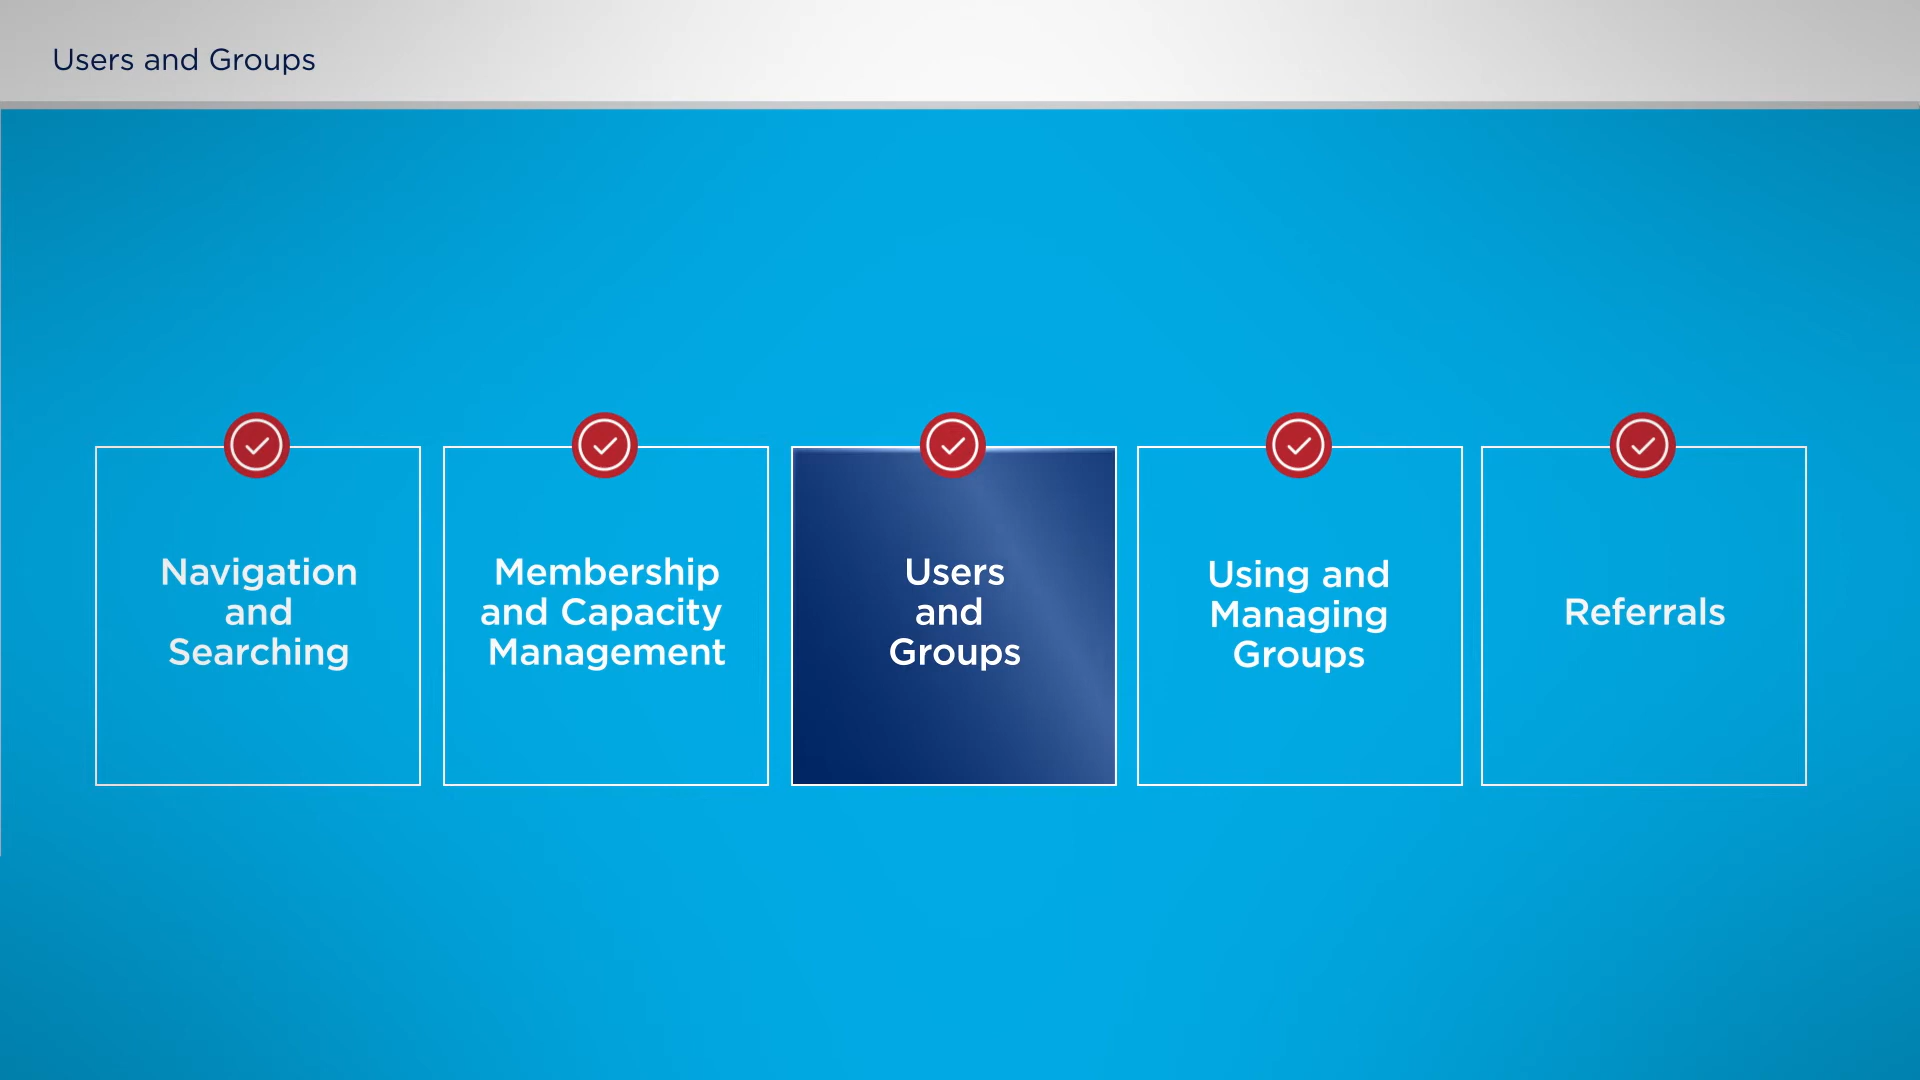 Users and Groups
Navigation
and
Searching
Membership
and Capacity
Management
Users
and
Groups
Using and
Managing
Groups
Referrals